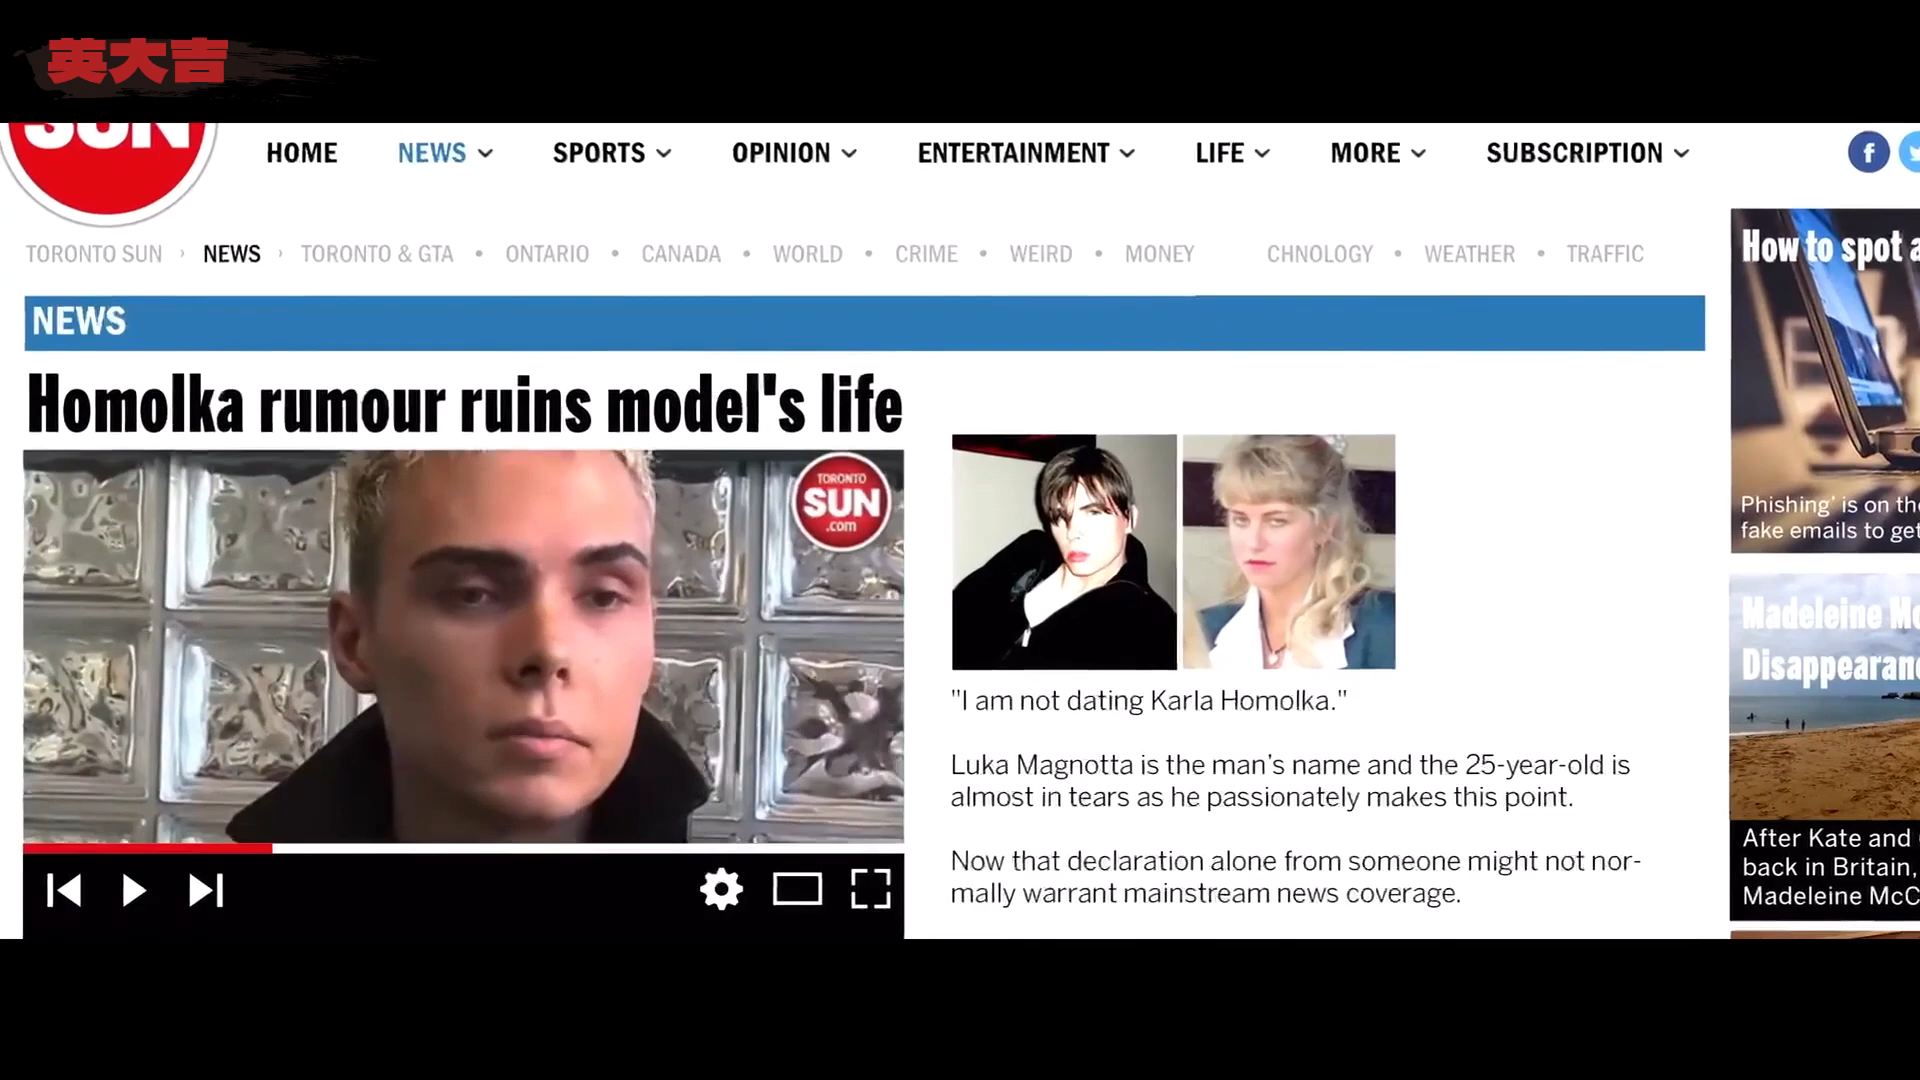 英大吉
SUN
HOME NEWS SPORTS OPINION ENTERTAINMENT LIFE MORE SUBSCRIPTION
f
TORONTO SUN › NEWS › TORONTO & GTA • ONTARIO • CANADA • WORLD • CRIME • WEIRD • MONEY CHNOLOGY • WEATHER • TRAFFIC
NEWS
Homolka rumour ruins model's life
TORONTO
SUN
.com
"I am not dating Karla Homolka."
Luka Magnotta is the man's name and the 25-year-old is
almost in tears as he passionately makes this point.
Now that declaration alone from someone might not nor-
mally warrant mainstream news coverage.
How to spot a
Phishing' is on the
fake emails to get
Madeleine Mc
Disappearanc
After Kate and
back in Britain,
Madeleine McC